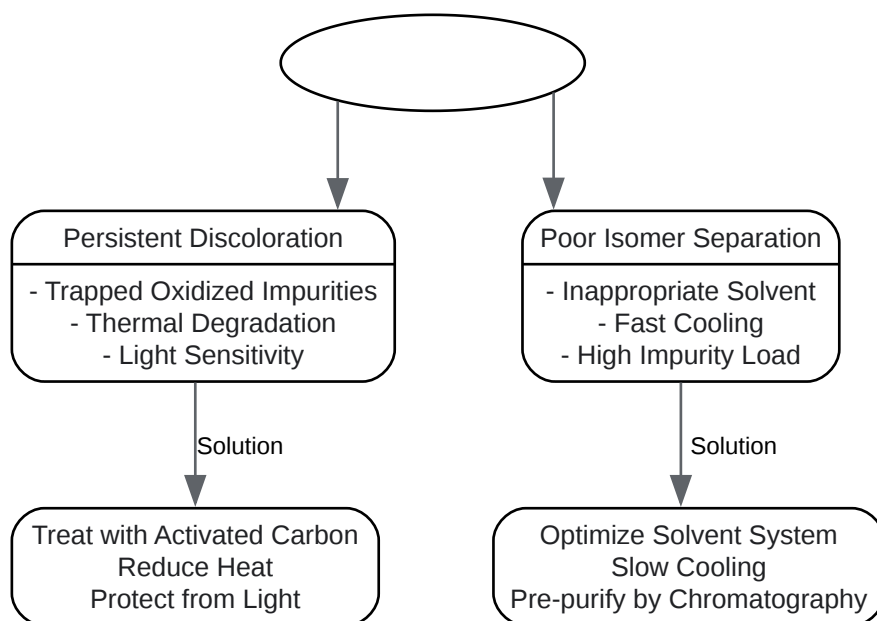 Persistent Discoloration
- Trapped Oxidized Impurities
- Thermal Degradation
- Light Sensitivity
Poor Isomer Separation
- Inappropriate Solvent
- Fast Cooling
- High Impurity Load
Solution
Solution
Treat with Activated Carbon
Reduce Heat
Protect from Light
Optimize Solvent System
Slow Cooling
Pre-purify by Chromatography